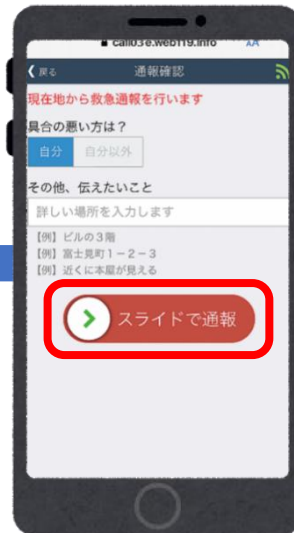 call03e.web119.info AA
戻る 通報確認
現在地から救急通報を行います
具合の悪い方は？
自分 自分以外
その他、伝えたいこと
詳しい場所を入力します
【例】ビルの３階
【例】富士見町１－２－３
【例】近くに本屋が見える
スライドで通報